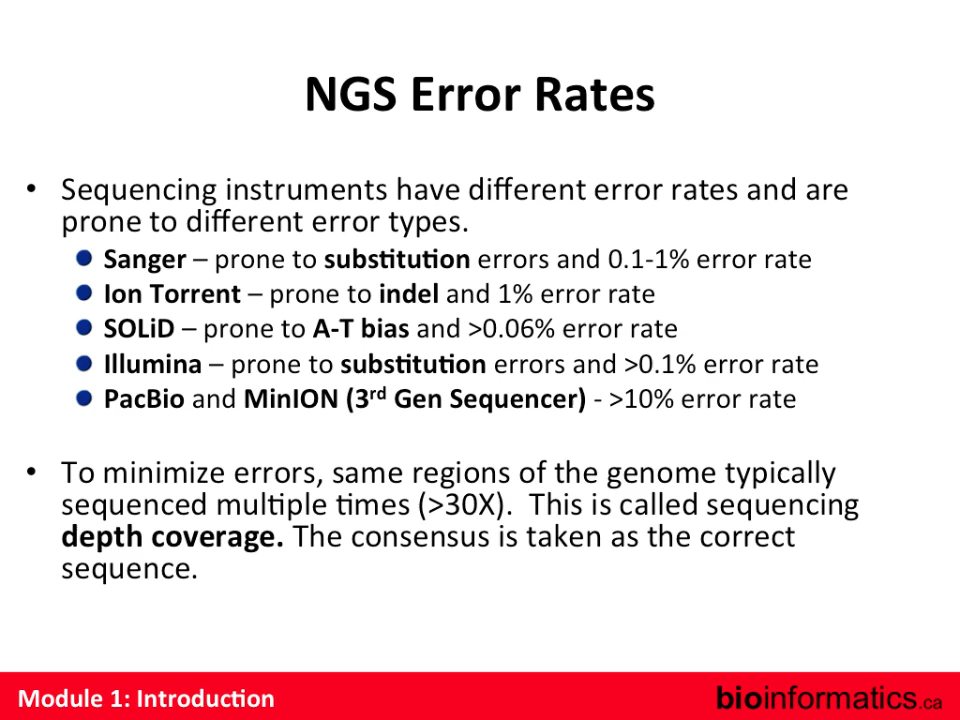 NGS Error Rates
• Sequencing instruments have different error rates and are
prone to different error types.
● Sanger – prone to substitution errors and 0.1-1% error rate
● Ion Torrent – prone to indel and 1% error rate
● SOLiD – prone to A-T bias and >0.06% error rate
● Illumina – prone to substitution errors and >0.1% error rate
● PacBio and MinION (3rd Gen Sequencer) - >10% error rate
• To minimize errors, same regions of the genome typically
sequenced multiple times (>30X). This is called sequencing
depth coverage. The consensus is taken as the correct
sequence.
Module 1: Introduction
bioinformatics.ca